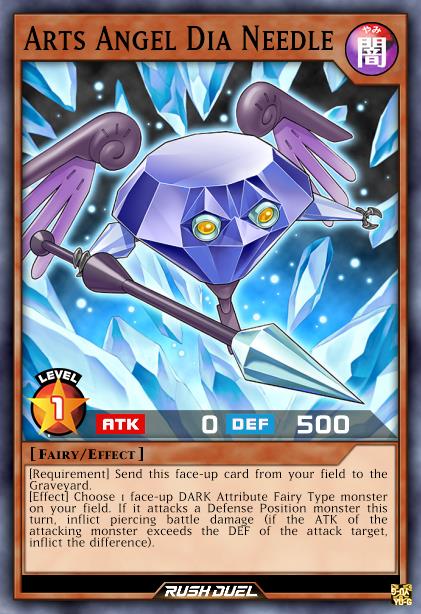 Arts Angel Dia Needle
やみ
闇
LEVEL
1
ATK 0 DEF 500
[Fairy/Effect]
[Requirement] Send this face-up card from your field to the
Graveyard.
[Effect] Choose 1 face-up DARK Attribute Fairy Type monster
on your field. If it attacks a Defense Position monster this
turn, inflict piercing battle damage (if the ATK of the
attacking monster exceeds the DEF of the attack target,
inflict the difference).
RUSH DUEL